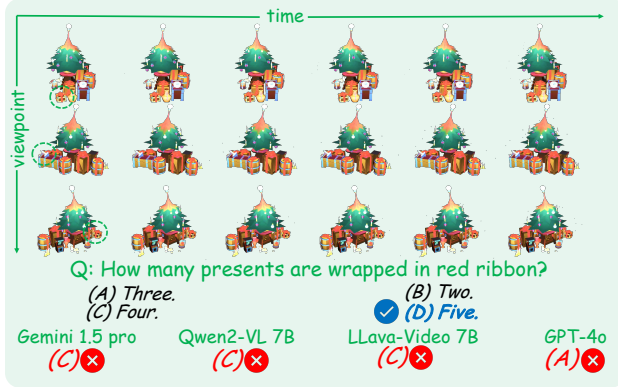 time
viewpoint
Q: How many presents are wrapped in red ribbon?
(A) Three. (B) Two.
(C) Four. (D) Five.
Gemini 1.5 pro Qwen2-VL 7B LLava-Video 7B GPT-4o
(C) (C) (C) (A)